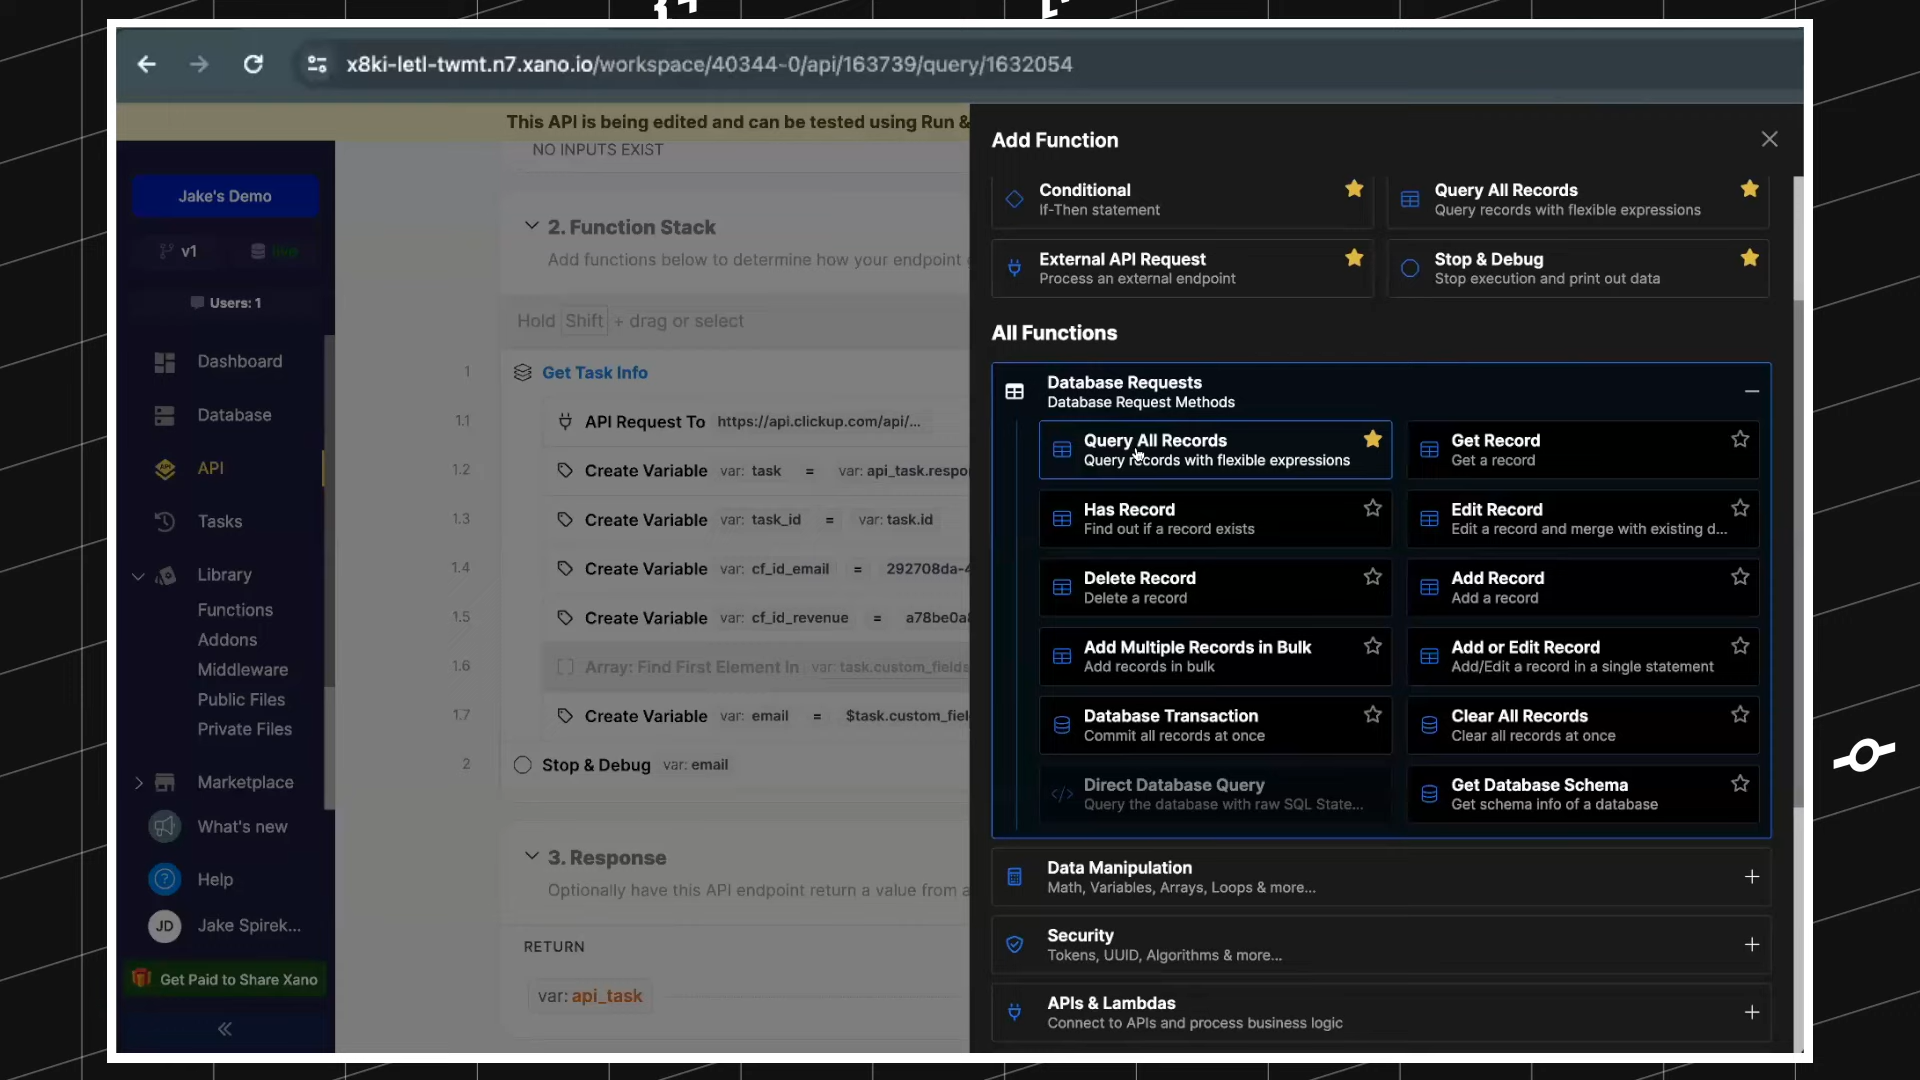 x8ki-letl-twmt.n7.xano.io/workspace/40344-0/api/163739/query/1632054
This API is being edited and can be tested using Run &
Jake's Demo
v1
live
Users: 1
Dashboard
Database
API
Tasks
Library
Functions
Addons
Middleware
Public Files
Private Files
Marketplace
What's new
Help
JD
Jake Spirek...
Get Paid to Share Xano
NO INPUTS EXIST
2. Function Stack
Add functions below to determine how your endpoint
Hold Shift + drag or select
1 Get Task Info
1.1 API Request To https://api.clickup.com/api/...
1.2 Create Variable var: task = var: api_task.respo
1.3 Create Variable var: task_id = var: task.id
1.4 Create Variable var: cf_id_email = 292708da-4
1.5 Create Variable var: cf_id_revenue = a78be0a
1.6 Array: Find First Element In var: task.custom_fields
1.7 Create Variable var: email = $task.custom_fiel
2 Stop & Debug var: email
3. Response
Optionally have this API endpoint return a value from a
RETURN
var: api_task
Add Function
Conditional
If-Then statement
Query All Records
Query records with flexible expressions
External API Request
Process an external endpoint
Stop & Debug
Stop execution and print out data
All Functions
Database Requests
Database Request Methods
Query All Records
Query records with flexible expressions
Get Record
Get a record
Has Record
Find out if a record exists
Edit Record
Edit a record and merge with existing d...
Delete Record
Delete a record
Add Record
Add a record
Add Multiple Records in Bulk
Add records in bulk
Add or Edit Record
Add/Edit a record in a single statement
Database Transaction
Commit all records at once
Clear All Records
Clear all records at once
Direct Database Query
Query the database with raw SQL State...
Get Database Schema
Get schema info of a database
Data Manipulation
Math, Variables, Arrays, Loops & more...
Security
Tokens, UUID, Algorithms & more...
APIs & Lambdas
Connect to APIs and process business logic